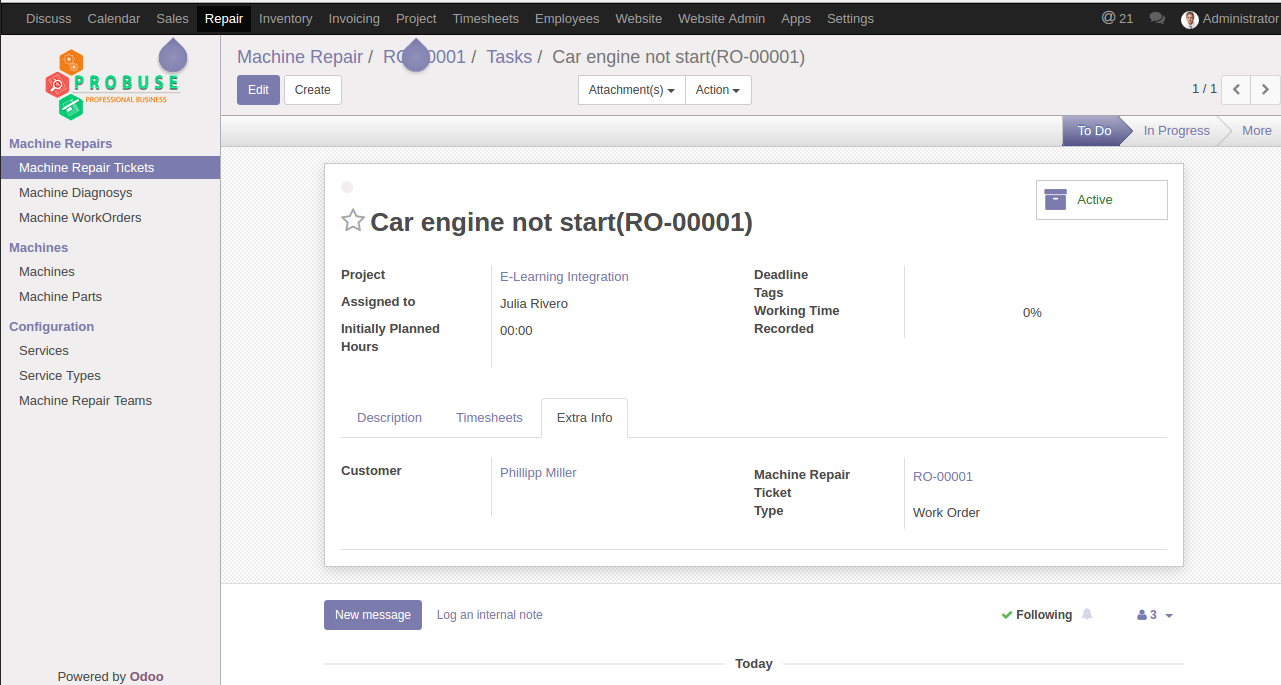 Discuss Calendar Sales Repair Inventory Invoicing Project Timesheets Employees Website Website Admin Apps Settings @ 21 Administrator
PROBUSE
PROFESSIONAL BUSINESS
Machine Repairs
Machine Repair Tickets
Machine Diagnosys
Machine WorkOrders
Machines
Machines
Machine Parts
Configuration
Services
Service Types
Machine Repair Teams
Powered by Odoo
Machine Repair / / Tasks / Car engine not start(RO-00001)
Edit Create Attachment(s) Action 1 / 1
To Do In Progress More
Active
Car engine not start(RO-00001)
Project E-Learning Integration
Assigned to Julia Rivero
Initially Planned Hours 00:00
Deadline
Tags
Working Time Recorded 0%
Description Timesheets Extra Info
Customer Phillipp Miller
Machine Repair Ticket RO-00001
Type Work Order
New message Log an internal note Following 3
Today